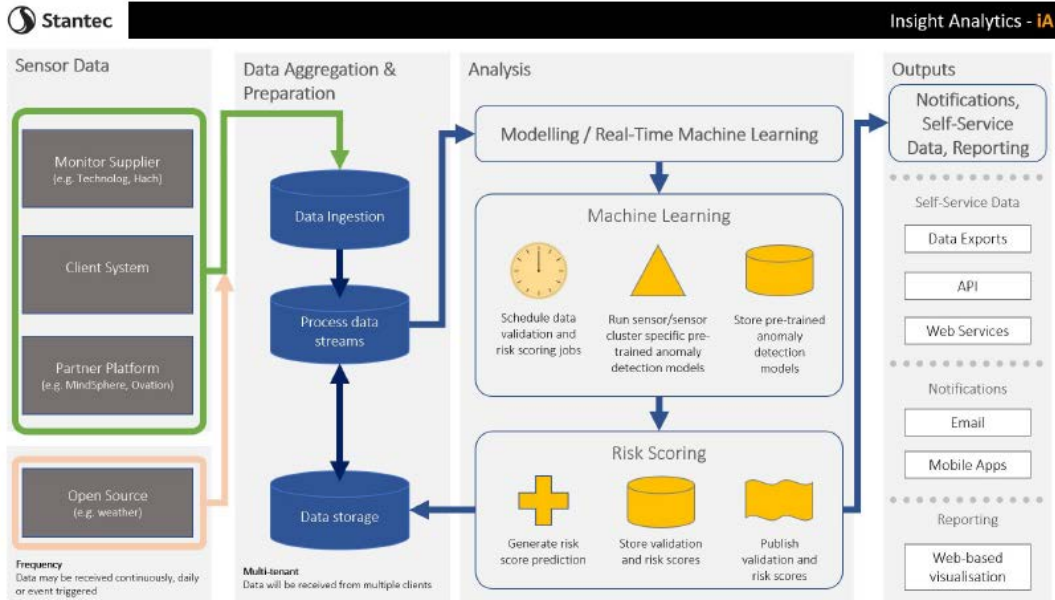 Stantec
Insight Analytics - iA
Sensor Data
Monitor Supplier
(e.g. Technolog, Hach)
Client System
Partner Platform
(e.g. MindSphere, Ovation)
Open Source
(e.g. weather)
Frequency
Data may be received continuously, daily
or event triggered
Data Aggregation &
Preparation
Data Ingestion
Process data
streams
Data storage
Multi-tenant
Data will be received from multiple clients
Analysis
Modelling / Real-Time Machine Learning
Machine Learning
Schedule data
validation and
risk scoring jobs
Run sensor/sensor
cluster specific pre-
trained anomaly
detection models
Store pre-trained
anomaly
detection
models
Risk Scoring
Generate risk
score prediction
Store validation
and risk scores
Publish
validation and
risk scores
Outputs
Notifications,
Self-Service
Data, Reporting
Self-Service Data
Data Exports
API
Web Services
Notifications
Email
Mobile Apps
Reporting
Web-based
visualisation